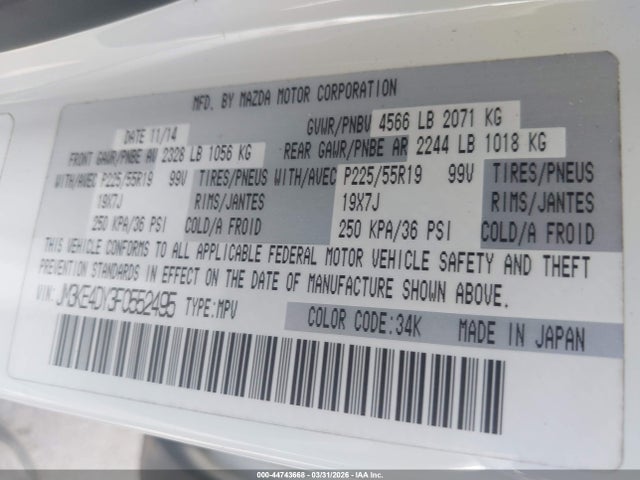 MFD. BY MAZDA MOTOR CORPORATION
DATE 11/14 GVWR/PNBV 4566 LB 2071 KG
FRONT GAWR/PNBE AV 2328 LB 1056 KG REAR GAWR/PNBE AR 2244 LB 1018 KG
WITH/AVEC P225/55R19 99V TIRES/PNEUS WITH/AVEC P225/55R19 99V TIRES/PNEUS
19X7J RIMS/JANTES 19X7J RIMS/JANTES
250 KPA/36 PSI COLD/A FROID 250 KPA/36 PSI COLD/A FROID
THIS VEHICLE CONFORMS TO ALL APPLICABLE FEDERAL MOTOR VEHICLE SAFETY AND THEFT
PREVENTION STANDARDS IN EFFECT ON THE DATE OF MANUFACTURE SHOWN ABOVE.
VIN: JM3KE4DY3F0552495 TYPE:MPV
COLOR CODE:34K MADE IN JAPAN
000-44743668 - 03/31/2026 - IAA Inc.